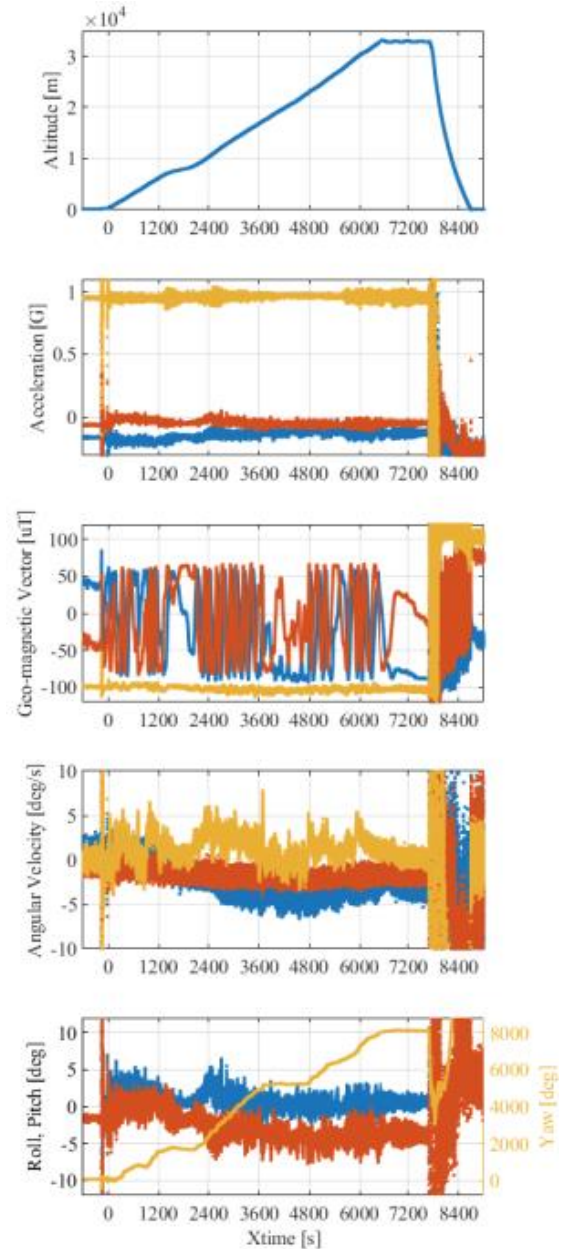 ×10⁴
3
2
1
0
Altitude [m]
0 1200 2400 3600 4800 6000 7200 8400
1
0.5
0
Acceleration [G]
0 1200 2400 3600 4800 6000 7200 8400
100
50
0
-50
-100
Geo-magnetic Vector [uT]
0 1200 2400 3600 4800 6000 7200 8400
10
5
0
-5
-10
Angular Velocity [deg/s]
0 1200 2400 3600 4800 6000 7200 8400
10
5
0
-5
-10
Roll, Pitch [deg]
8000
6000
4000
2000
0
Yaw [deg]
0 1200 2400 3600 4800 6000 7200 8400
Xtime [s]